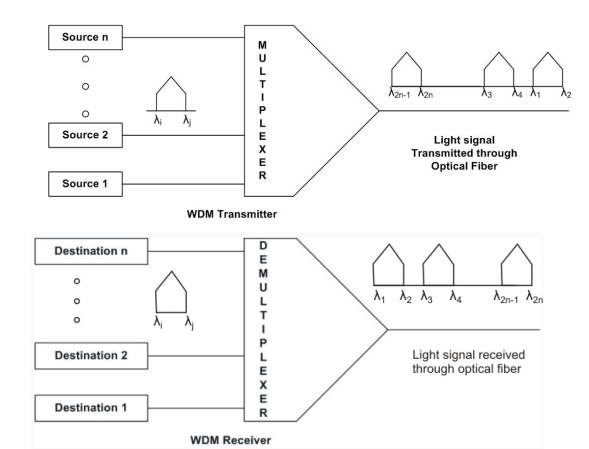 Source n
Source 2
Source 1
λi λj
MULTIPLEXER
λ2n-1 λ2n λ3 λ4 λ1 λ2
Light signal
Transmitted through
Optical Fiber
WDM Transmitter
Destination n
Destination 2
Destination 1
λi λj
DEMULTIPLEXER
λ1 λ2 λ3 λ4 λ2n-1 λ2n
Light signal received
through optical fiber
WDM Receiver